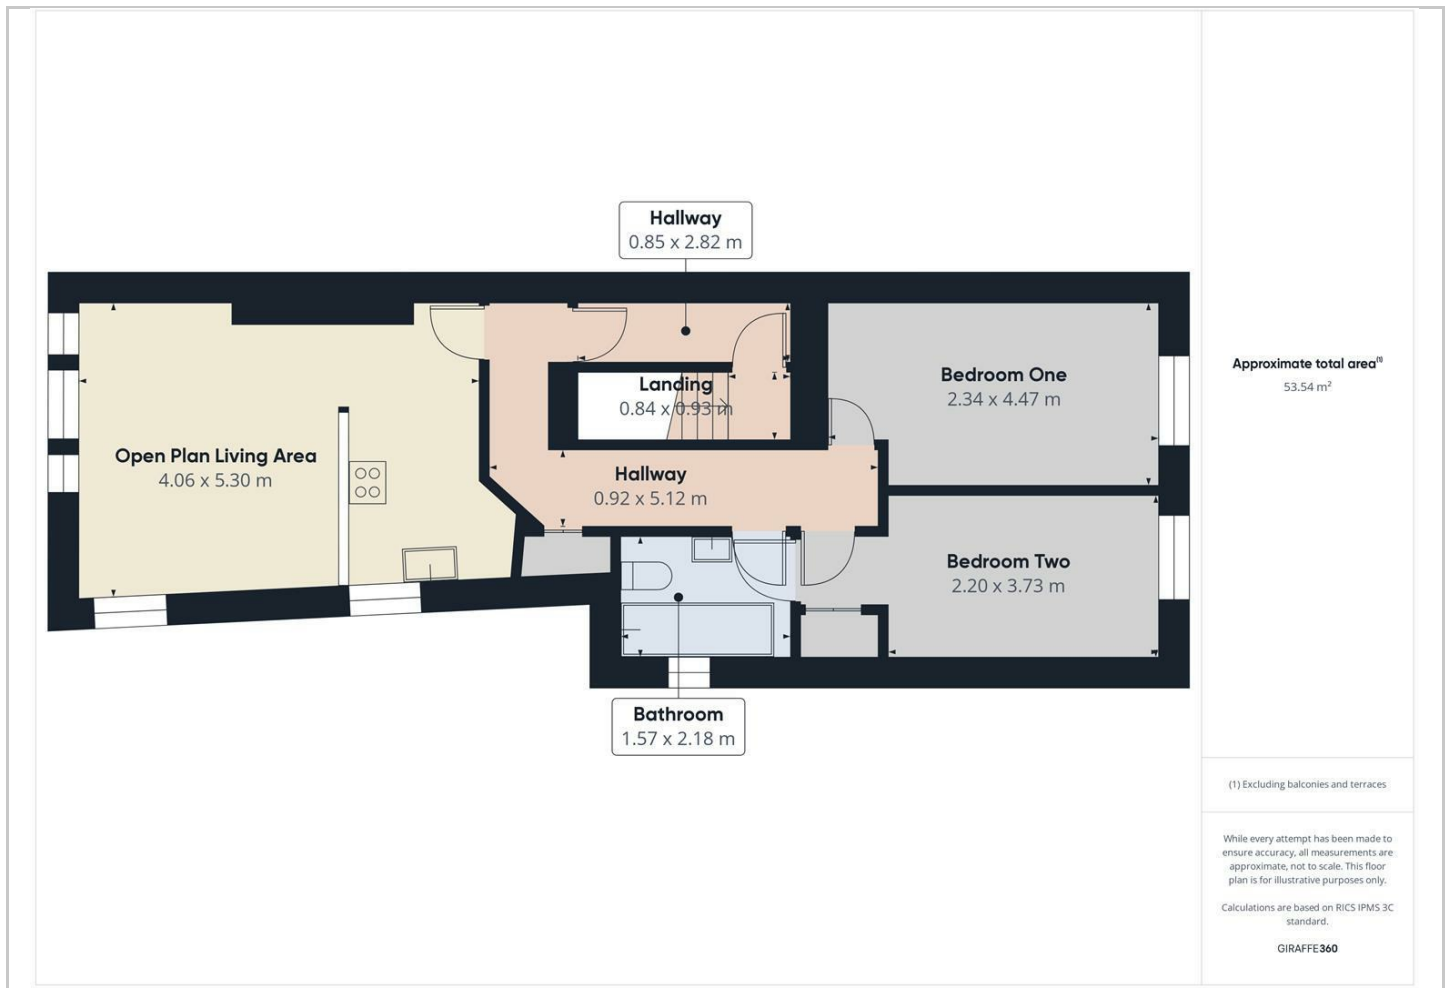 Hallway
0.85 x 2.82 m
Landing
0.84 x 0.93 m
Open Plan Living Area
4.06 x 5.30 m
Hallway
0.92 x 5.12 m
Bedroom One
2.34 x 4.47 m
Bedroom Two
2.20 x 3.73 m
Bathroom
1.57 x 2.18 m
Approximate total area(1)
53.54 m²
(1) Excluding balconies and terraces
While every attempt has been made to
ensure accuracy, all measurements are
approximate, not to scale. This floor
plan is for illustrative purposes only.
Calculations are based on RICS IPMS 3C
standard.
GIRAFFE360